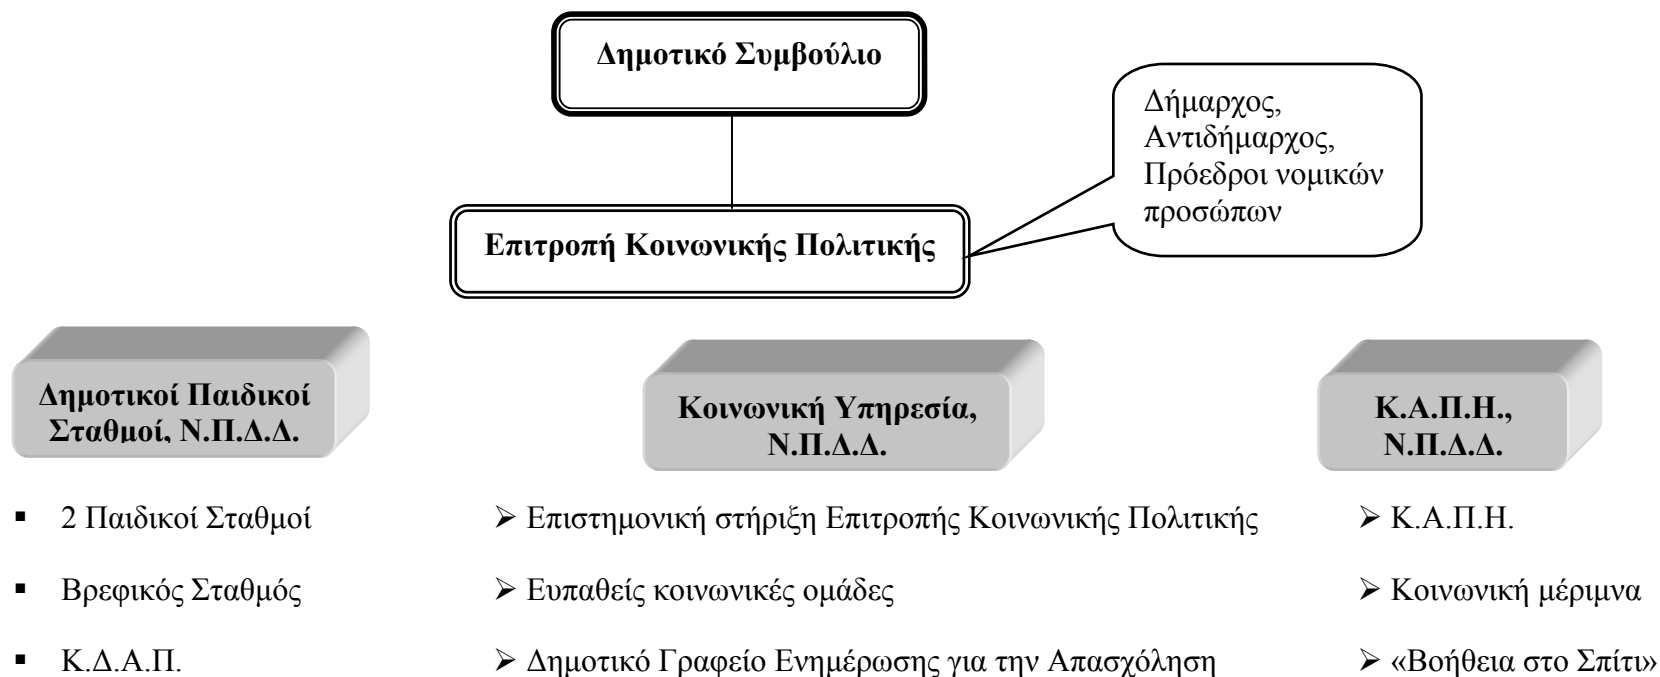 Δημοτικό Συμβούλιο
Δήμαρχος,
Αντιδήμαρχος,
Πρόεδροι νομικών
προσώπων
Επιτροπή Κοινωνικής Πολιτικής
Δημοτικοί Παιδικοί
Σταθμοί, Ν.Π.Δ.Δ.
Κοινωνική Υπηρεσία,
Ν.Π.Δ.Δ.
Κ.Α.Π.Η.,
Ν.Π.Δ.Δ.
▪ 2 Παιδικοί Σταθμοί
▪ Βρεφικός Σταθμός
▪ Κ.Δ.Α.Π.
➢ Επιστημονική στήριξη Επιτροπής Κοινωνικής Πολιτικής
➢ Ευπαθείς κοινωνικές ομάδες
➢ Δημοτικό Γραφείο Ενημέρωσης για την Απασχόληση
➢ Κ.Α.Π.Η.
➢ Κοινωνική μέριμνα
➢ «Βοήθεια στο Σπίτι»